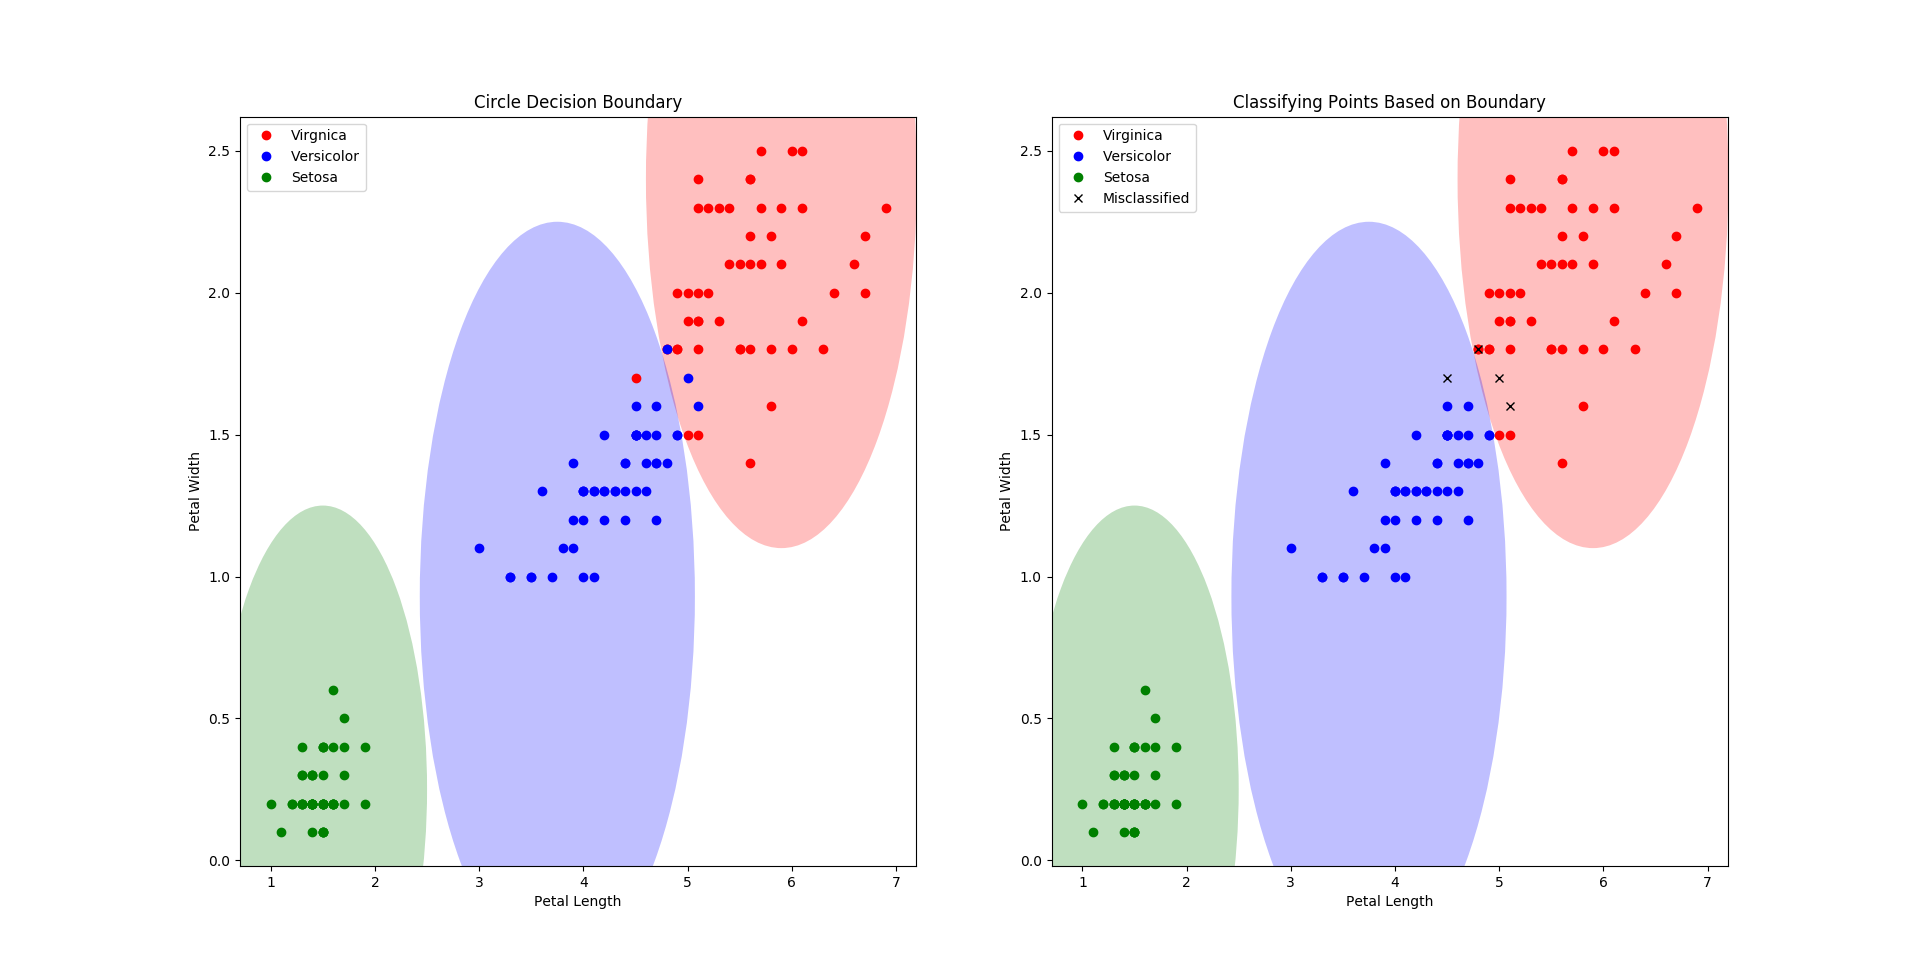 Circle Decision Boundary
Virgnica
Versicolor
Setosa
2.5
2.0
1.5
1.0
0.5
0.0
Petal Width
1 2 3 4 5 6 7
Petal Length
Classifying Points Based on Boundary
Virginica
Versicolor
Setosa
Misclassified
2.5
2.0
1.5
1.0
0.5
0.0
Petal Width
1 2 3 4 5 6 7
Petal Length